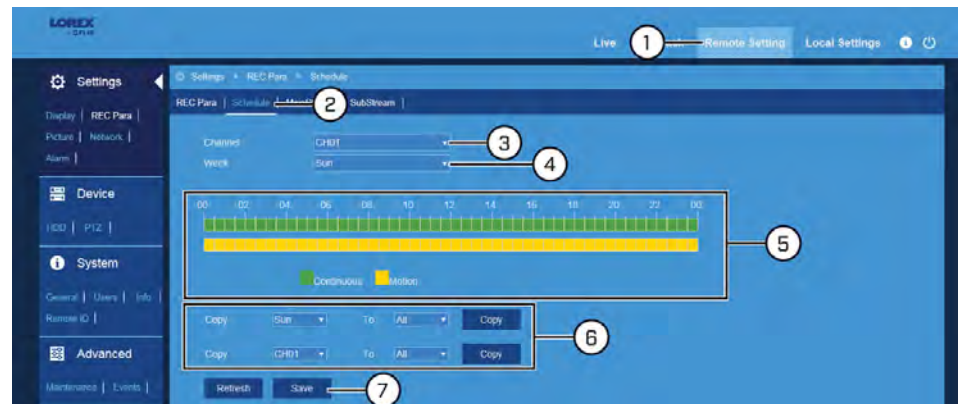 LOREX
Live
1
Remote Setting
Local Settings
Settings
Settings
REC Para
Schedule
REC Para
Schedule
2
SubStream
Display
REC Para
Picture
Network
Alarm
Channel
CH01
3
Week
Sun
4
Device
HDD
PTZ
00 02 04 06 08 10 12 14 16 18 20 22 00
5
Continuous
Motion
System
General
Users
Info
Remote ID
Copy Sun To All Copy
6
Copy CH01 To All Copy
Advanced
Maintenance
Events
Refresh
Save
7